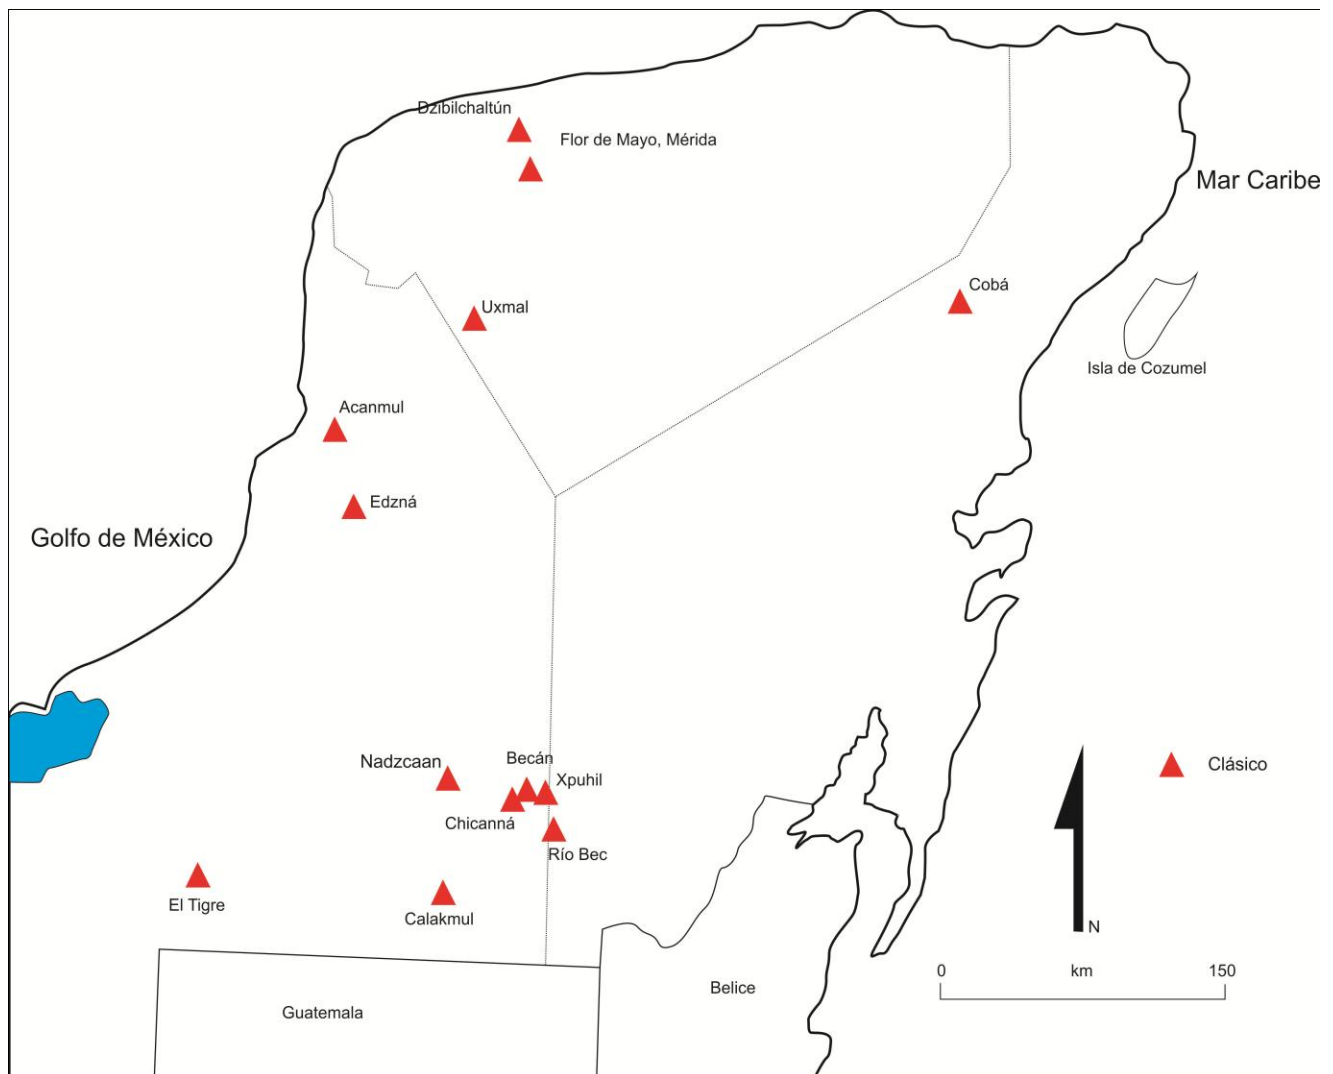 Dzibilchaltún
Flor de Mayo, Mérida
Mar Caribe
Cobá
Uxmal
Isla de Cozumel
Acanmul
Edzná
Golfo de México
Becán
Nadzcaan
Xpuhil
Clásico
Chicanná
Río Bec
El Tigre
Calakmul
N
0 km 150
Belice
Guatemala